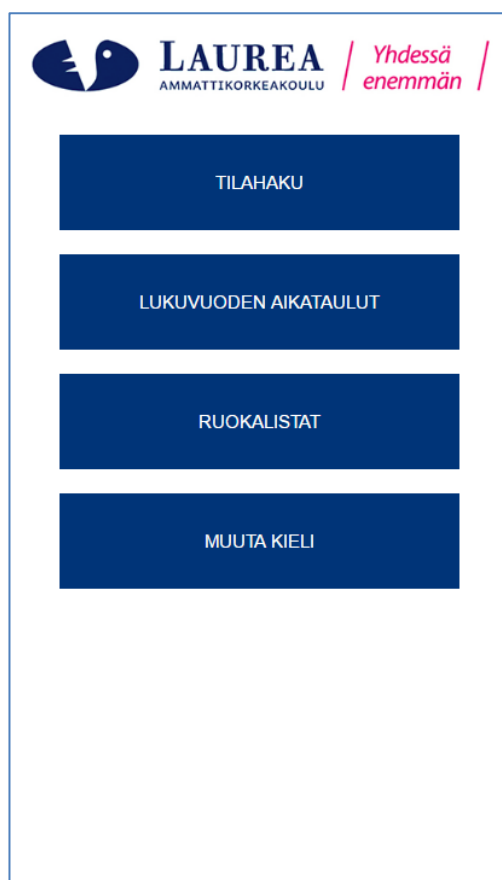 LAUREA
AMMATTIKORKEAKOULU
Yhdessä
enemmän
TILAHAKU
LUKUVUODEN AIKATAULUT
RUOKALISTAT
MUUTA KIELI